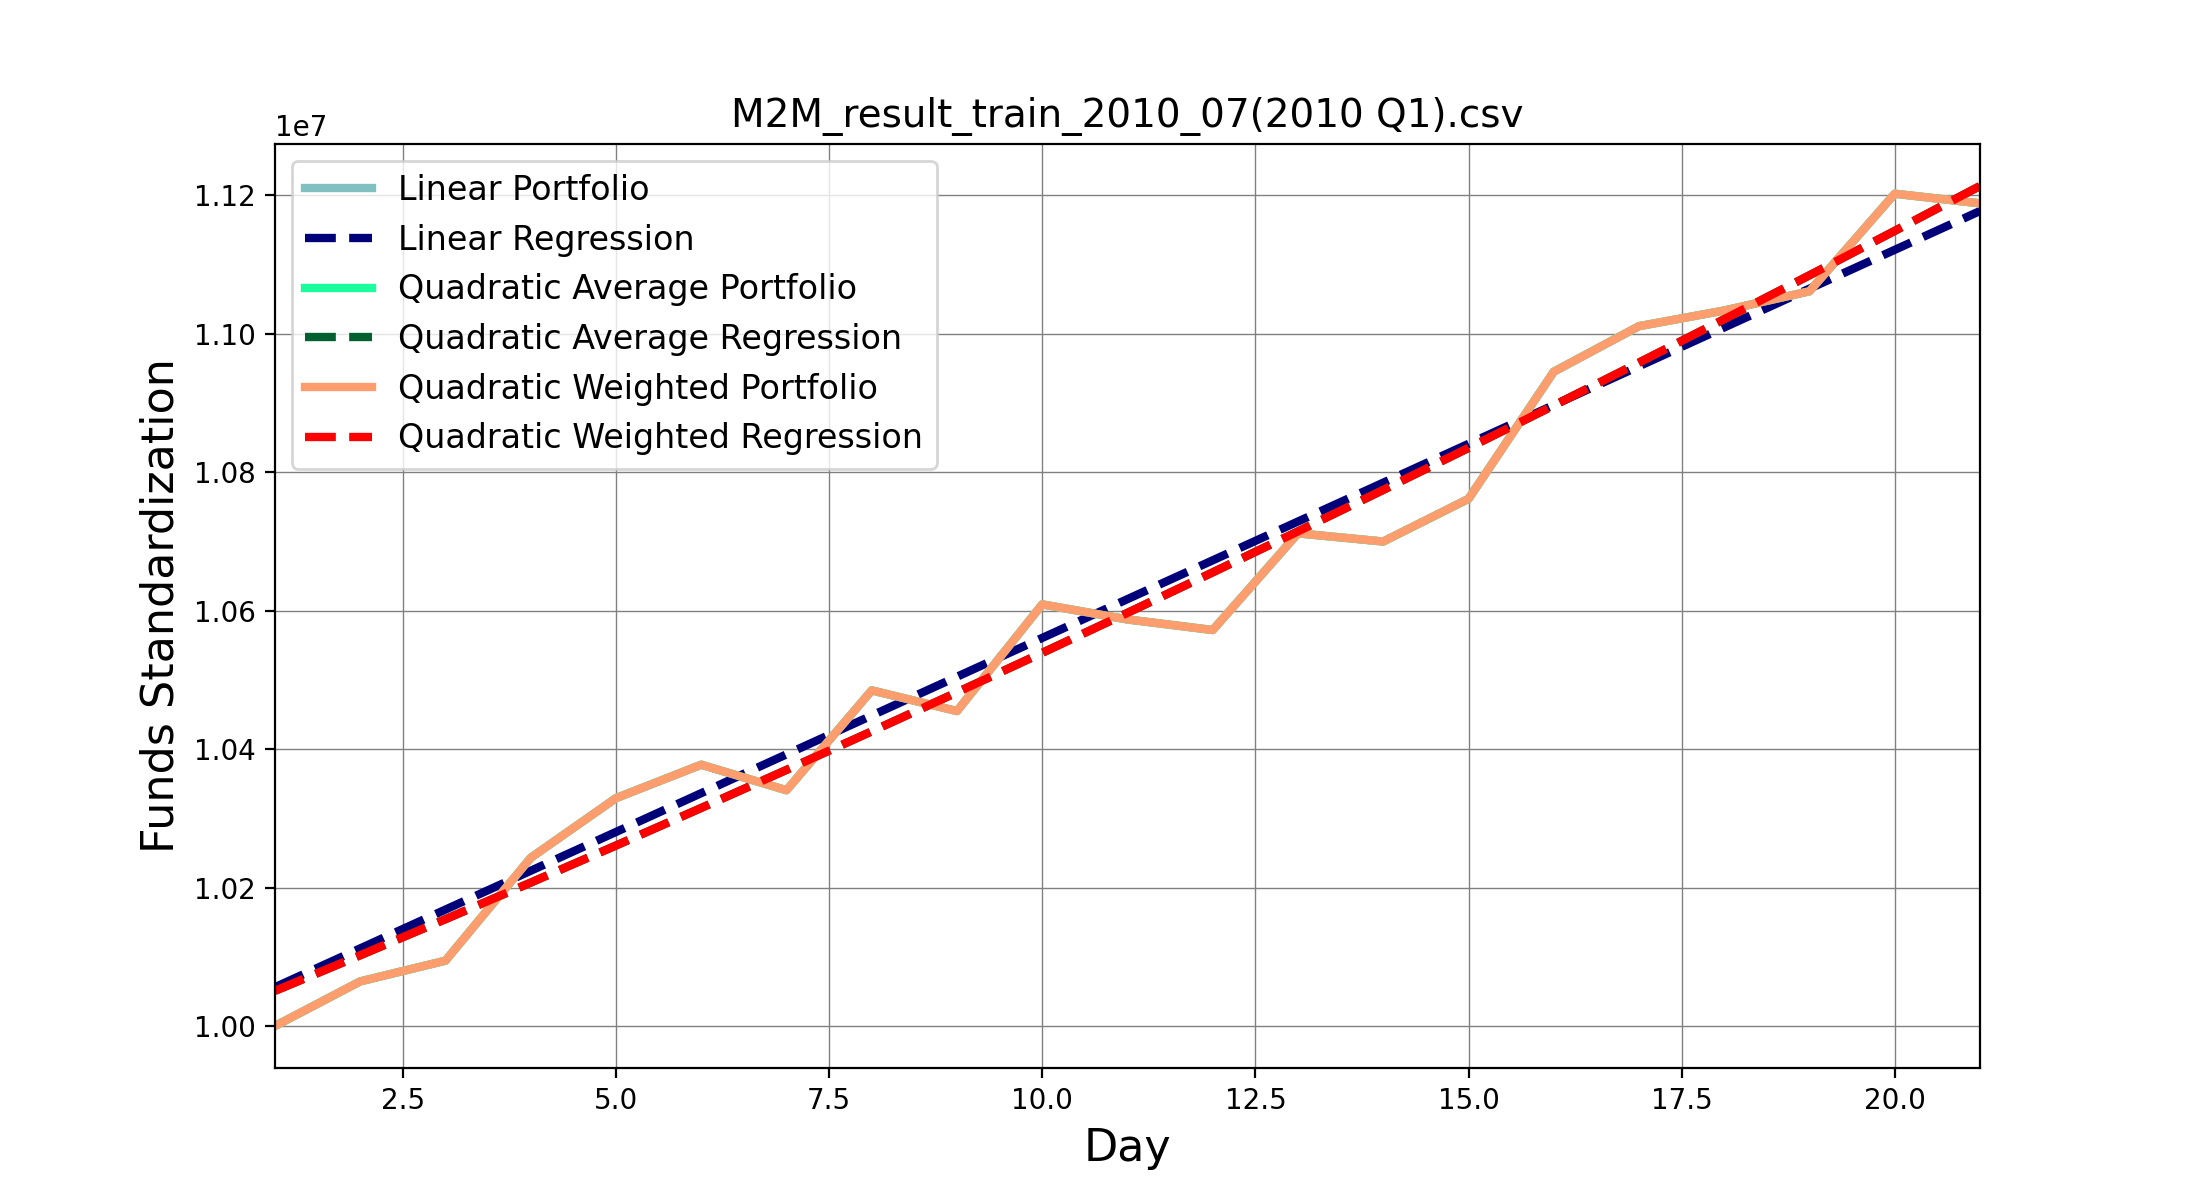 M2M_result_train_2010_07(2010 Q1).csv
1e7
Linear Portfolio
Linear Regression
Quadratic Average Portfolio
Quadratic Average Regression
Quadratic Weighted Portfolio
Quadratic Weighted Regression
1.12
1.10
1.08
1.06
1.04
1.02
1.00
Funds Standardization
2.5 5.0 7.5 10.0 12.5 15.0 17.5 20.0
Day